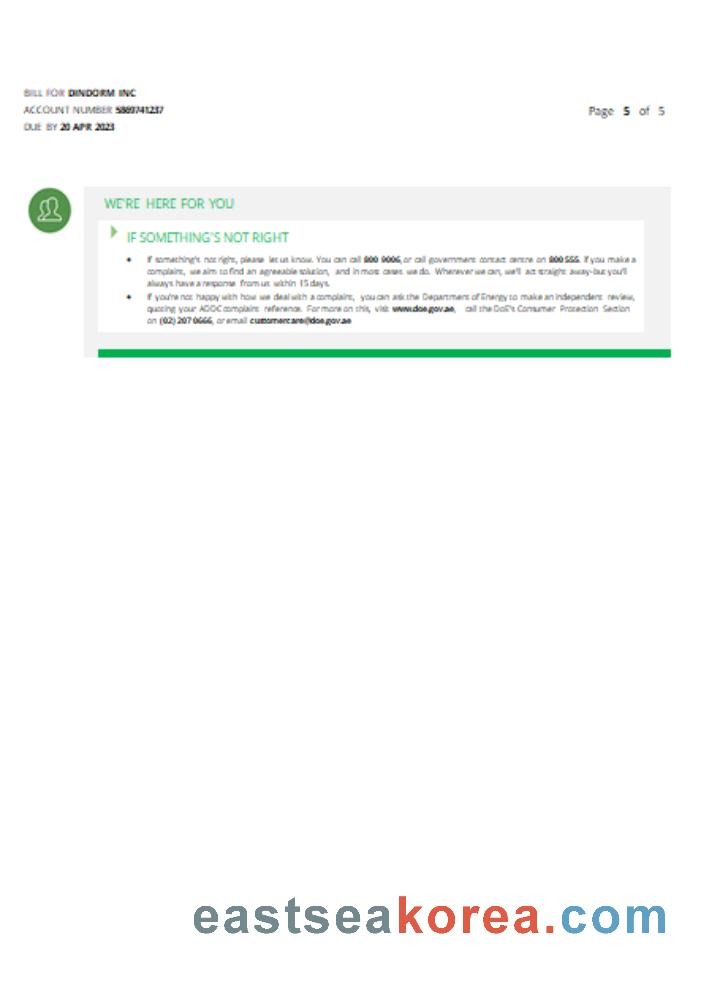 BILL FOR DINDORM INC
ACCOUNT NUMBER 5869741237
Page 5 of 5
DUE BY 20 APR 2023
WE'RE HERE FOR YOU
IF SOMETHING'S NOT RIGHT
• If something's not right, please let us know. You can call 800 9006, or call government contact centre on 800 555. If you make a
complaint, we aim to find an agreeable solution, and in most cases we do. Wherever we can, we'll act straight away-but you'll
always have a response from us within 15 days.
• If you're not happy with how we deal with a complaint, you can ask the Department of Energy to make an independent review,
quoting your ADDC complaint reference. For more on this, visit www.doe.gov.ae, call the DoE's Consumer Protection Section
on (02) 207 0666, or email customercare@doe.gov.ae
eastseakorea.com